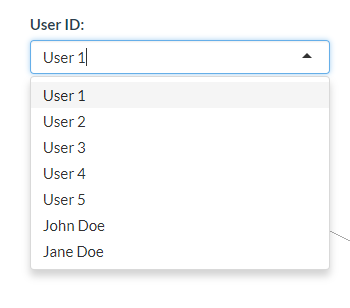 User ID:
User 1
User 1
User 2
User 3
User 4
User 5
John Doe
Jane Doe